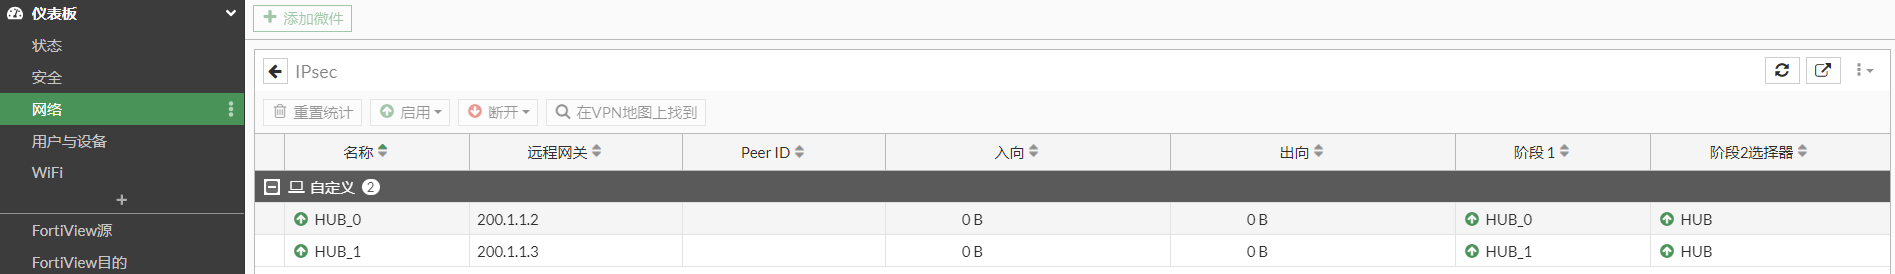 仪表板
状态
安全
网络
用户与设备
WiFi
FortiView源
FortiView目的
添加微件
IPsec
重置统计 启用 断开 在VPN地图上找到
名称 远程网关 Peer ID 入向 出向 阶段 1 阶段2选择器
自定义 2
HUB_0 200.1.1.2 0 B 0 B HUB_0 HUB
HUB_1 200.1.1.3 0 B 0 B HUB_1 HUB